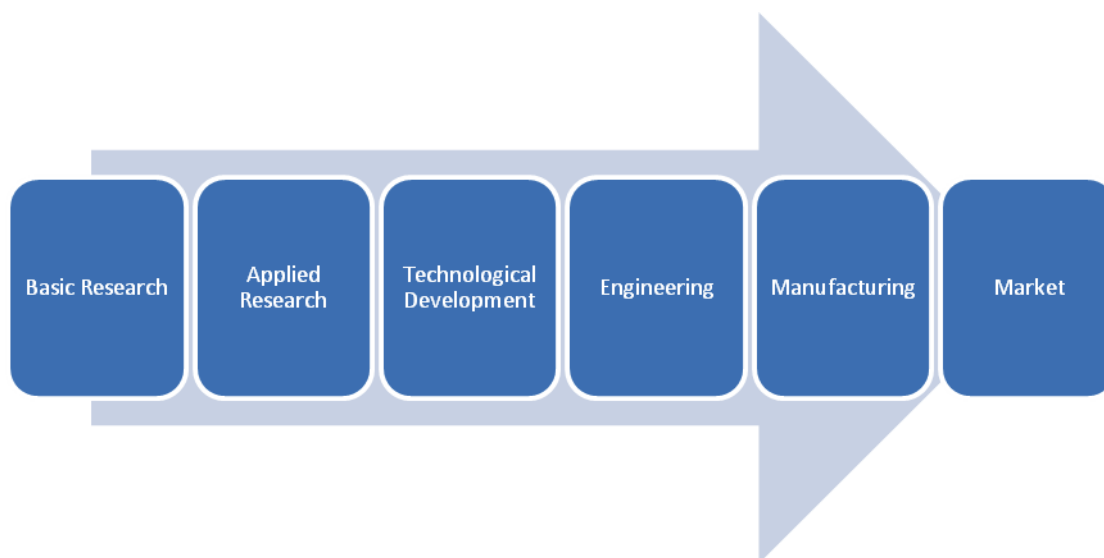 Basic Research
Applied
Research
Technological
Development
Engineering
Manufacturing
Market